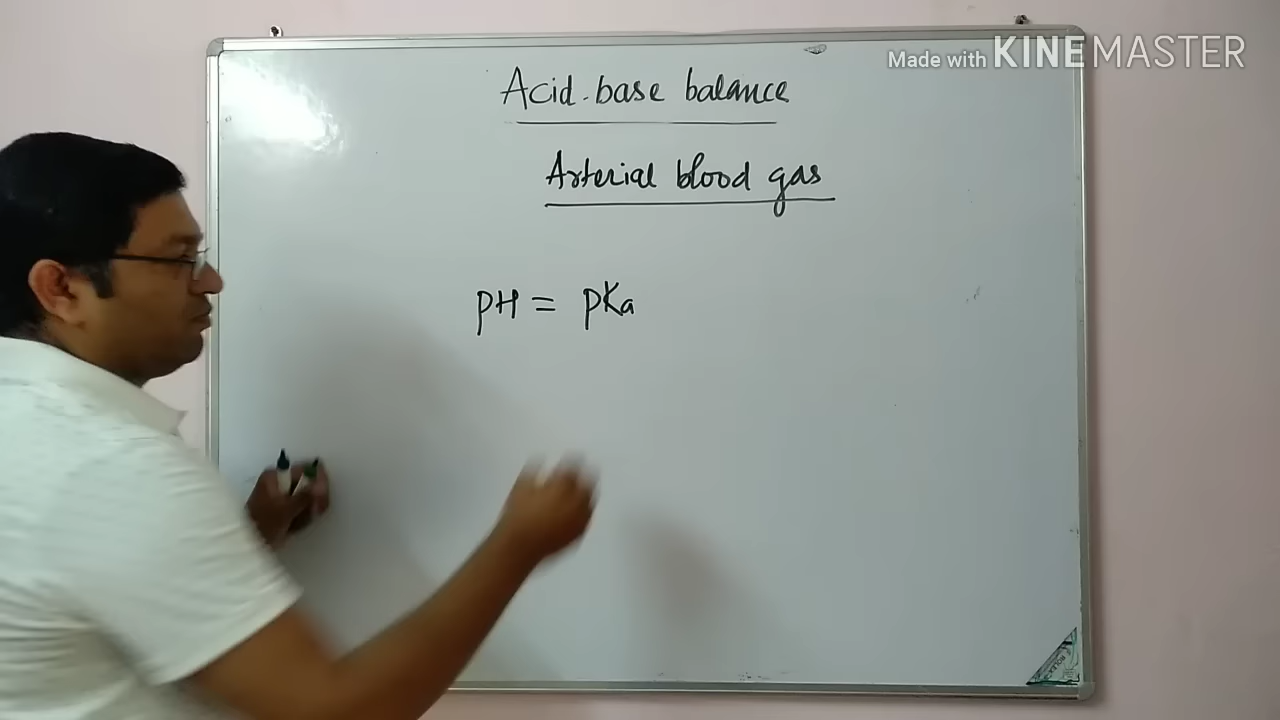 Made with KINEMASTER
Acid-base balance
Arterial blood gas
pH = pKa